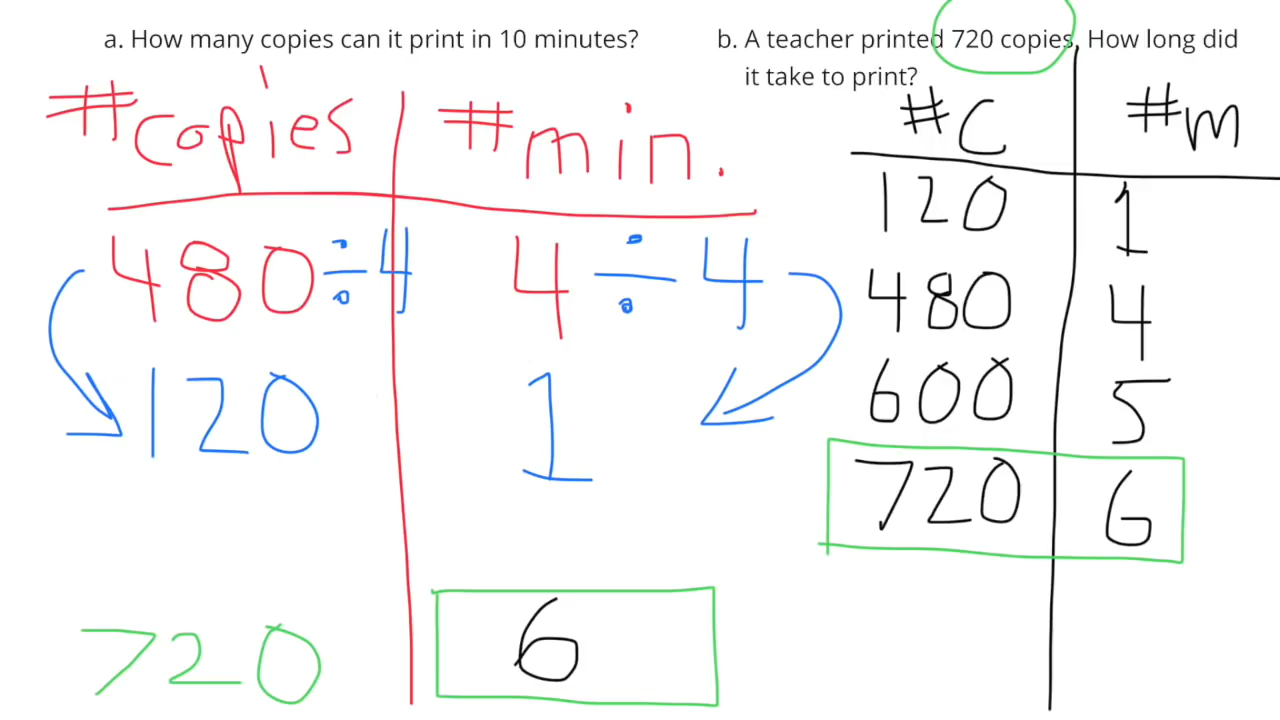 a. How many copies can it print in 10 minutes?
#copies #min.
480÷4 4÷4
120 1
720 6
b. A teacher printed 720 copies. How long did
it take to print?
#C #m
120 1
480 4
600 5
720 6